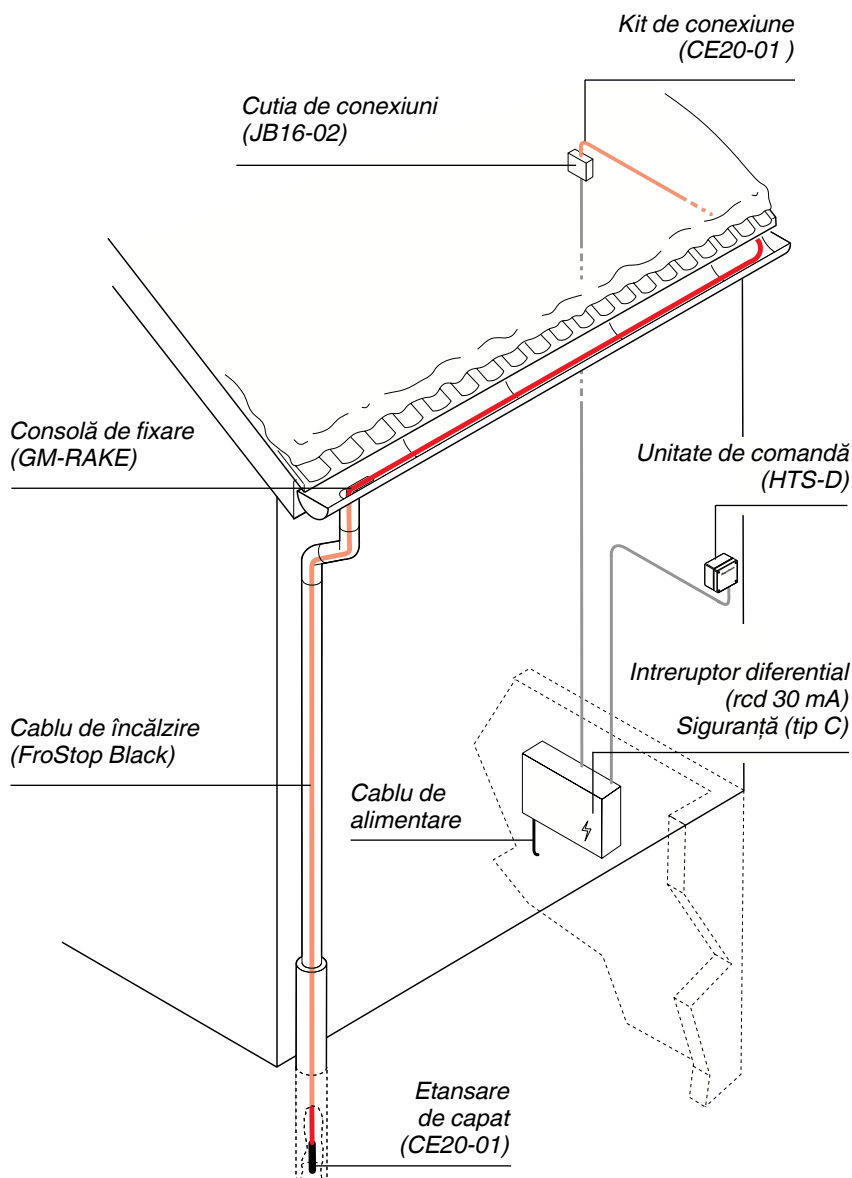 Kit de conexiune
(CE20-01 )
Cutia de conexiuni
(JB16-02)
Consolă de fixare
(GM-RAKE)
Unitate de comandă
(HTS-D)
Intreruptor diferential
(rcd 30 mA)
Siguranță (tip C)
Cablu de încălzire
(FroStop Black)
Cablu de
alimentare
Etansare
de capat
(CE20-01)